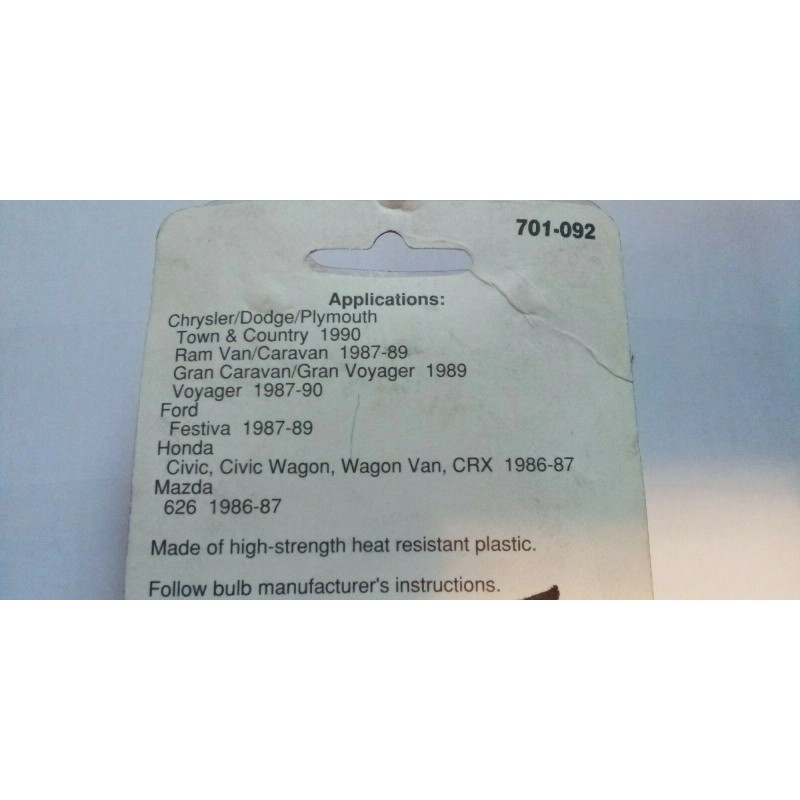 701-092
Applications:
Chrysler/Dodge/Plymouth
Town & Country 1990
Ram Van/Caravan 1987-89
Gran Caravan/Gran Voyager 1989
Voyager 1987-90
Ford
Festiva 1987-89
Honda
Civic, Civic Wagon, Wagon Van, CRX 1986-87
Mazda
626 1986-87
Made of high-strength heat resistant plastic.
Follow bulb manufacturer's instructions.